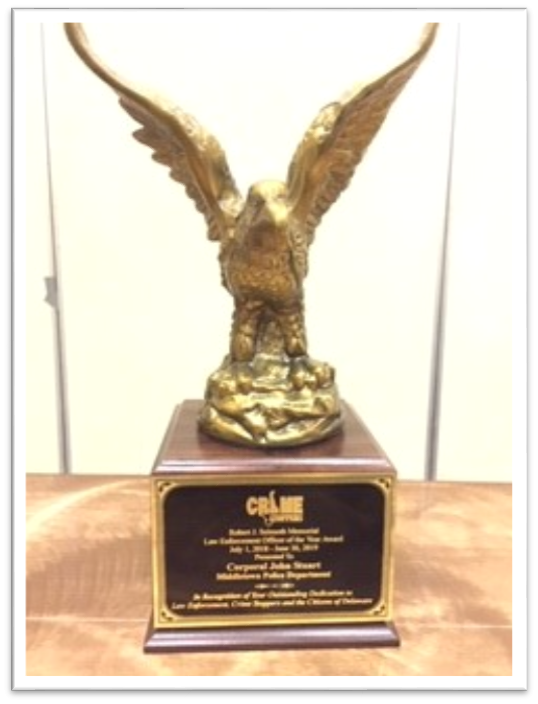 CRIME
STOPPERS
Robert J. Seinsoth Memorial
Law Enforcement Officer of the Year Award
July 1, 2018 - June 30, 2019
Presented To
Corporal John Stuart
Middletown Police Department
In Recognition of Your Outstanding Dedication to
Law Enforcement, Crime Stoppers and the Citizens of Delaware